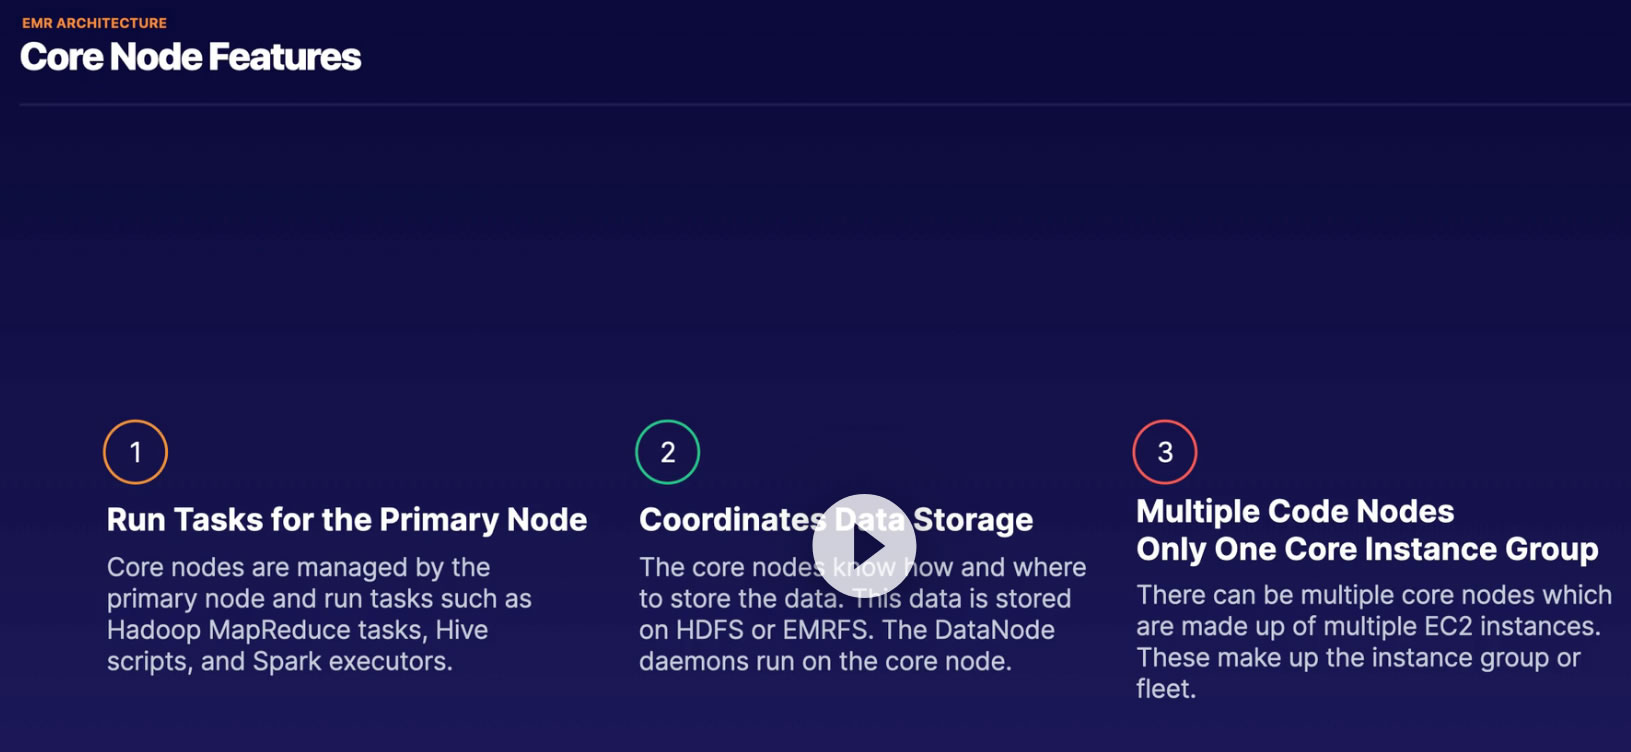 EMR ARCHITECTURE
Core Node Features
1
Run Tasks for the Primary Node
Core nodes are managed by the
primary node and run tasks such as
Hadoop MapReduce tasks, Hive
scripts, and Spark executors.
2
Coordinates Data Storage
The core nodes know how and where
to store the data. This data is stored
on HDFS or EMRFS. The DataNode
daemons run on the core node.
3
Multiple Code Nodes
Only One Core Instance Group
There can be multiple core nodes which
are made up of multiple EC2 instances.
These make up the instance group or
fleet.